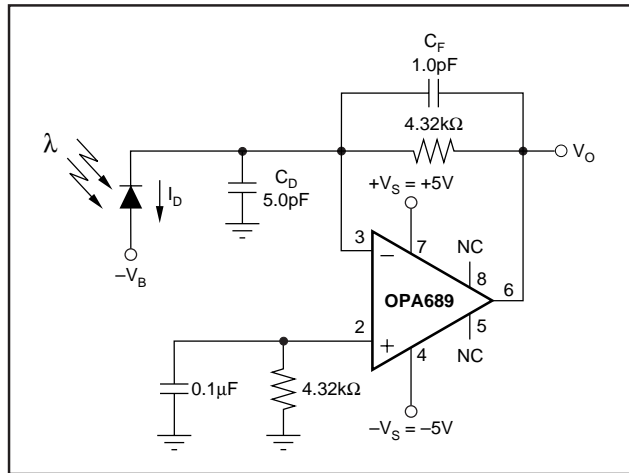 C_F
1.0pF
4.32kΩ
λ
V_O
C_D
5.0pF
+V_S = +5V
I_D
–V_B
3
–
7
NC
8
OPA689
6
2
+
5
4
NC
0.1µF
4.32kΩ
–V_S = –5V